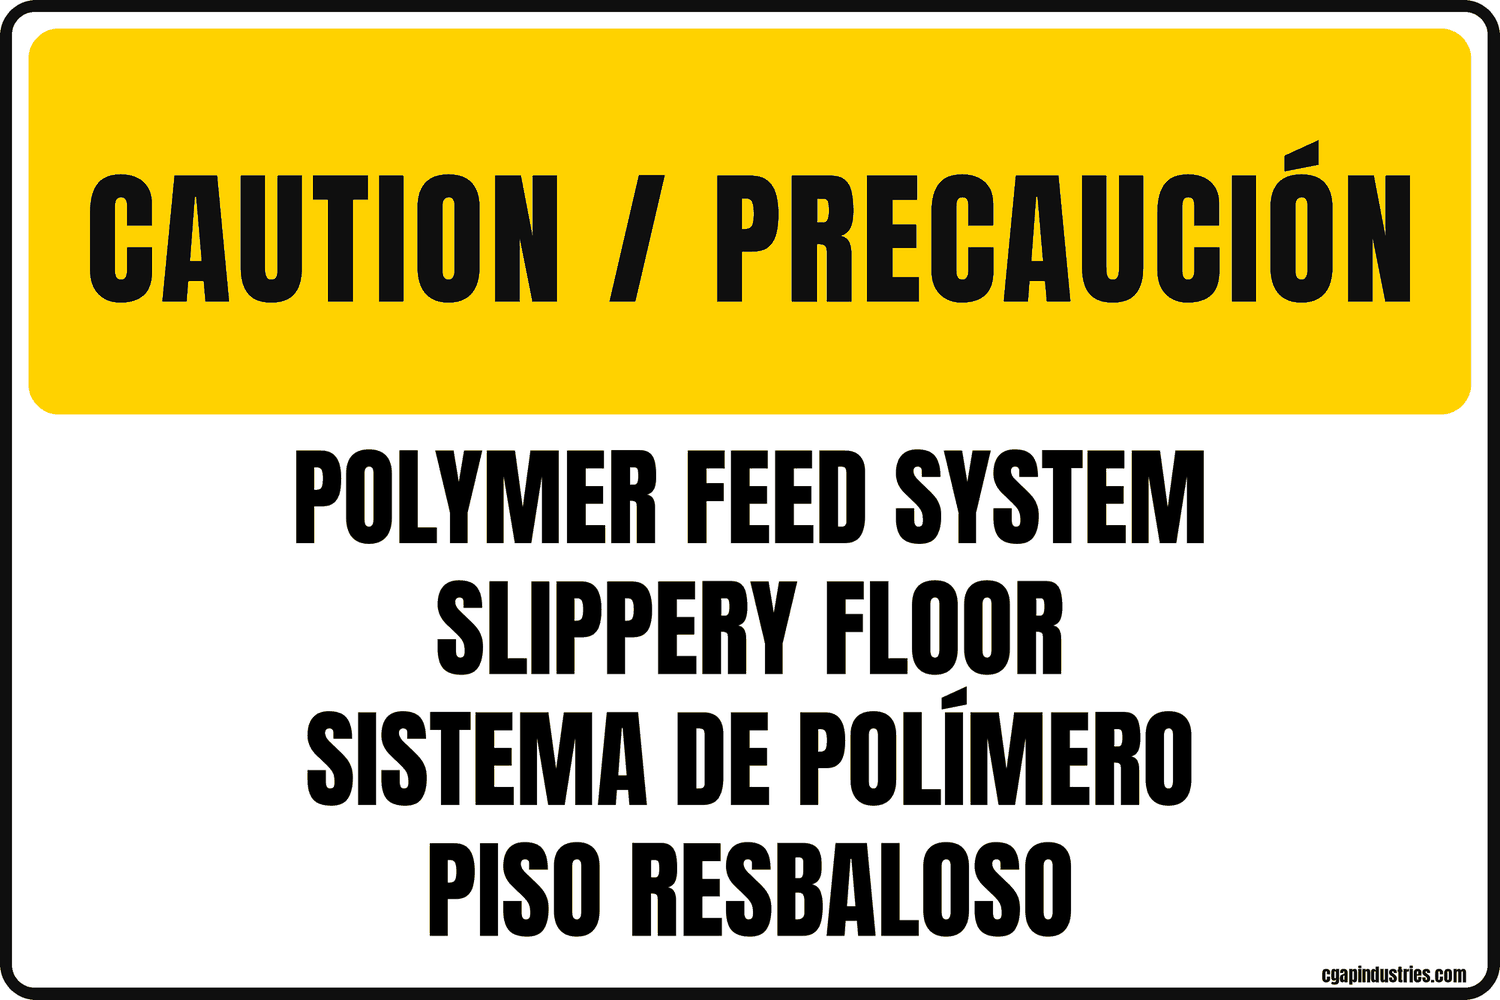 CAUTION / PRECAUCIÓN
POLYMER FEED SYSTEM
SLIPPERY FLOOR
SISTEMA DE POLÍMERO
PISO RESBALOSO
cgapindustries.com